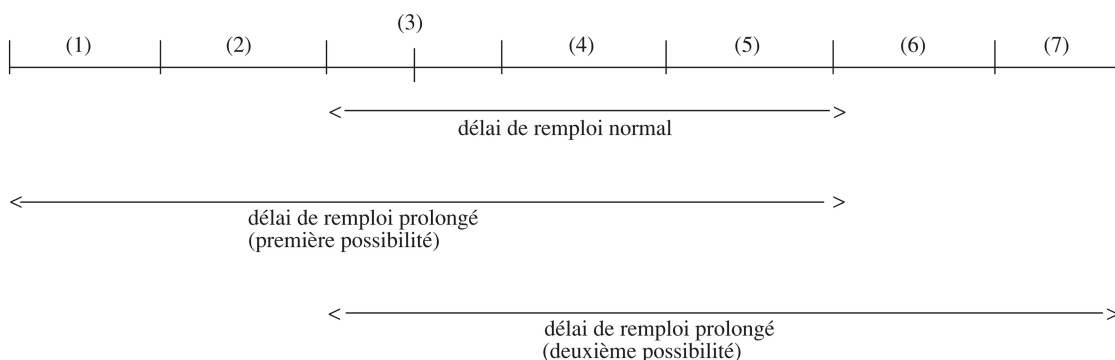 (3)
(1) (2) (4) (5) (6) (7)
délai de remploi normal
délai de remploi prolongé
(première possibilité)
délai de remploi prolongé
(deuxième possibilité)